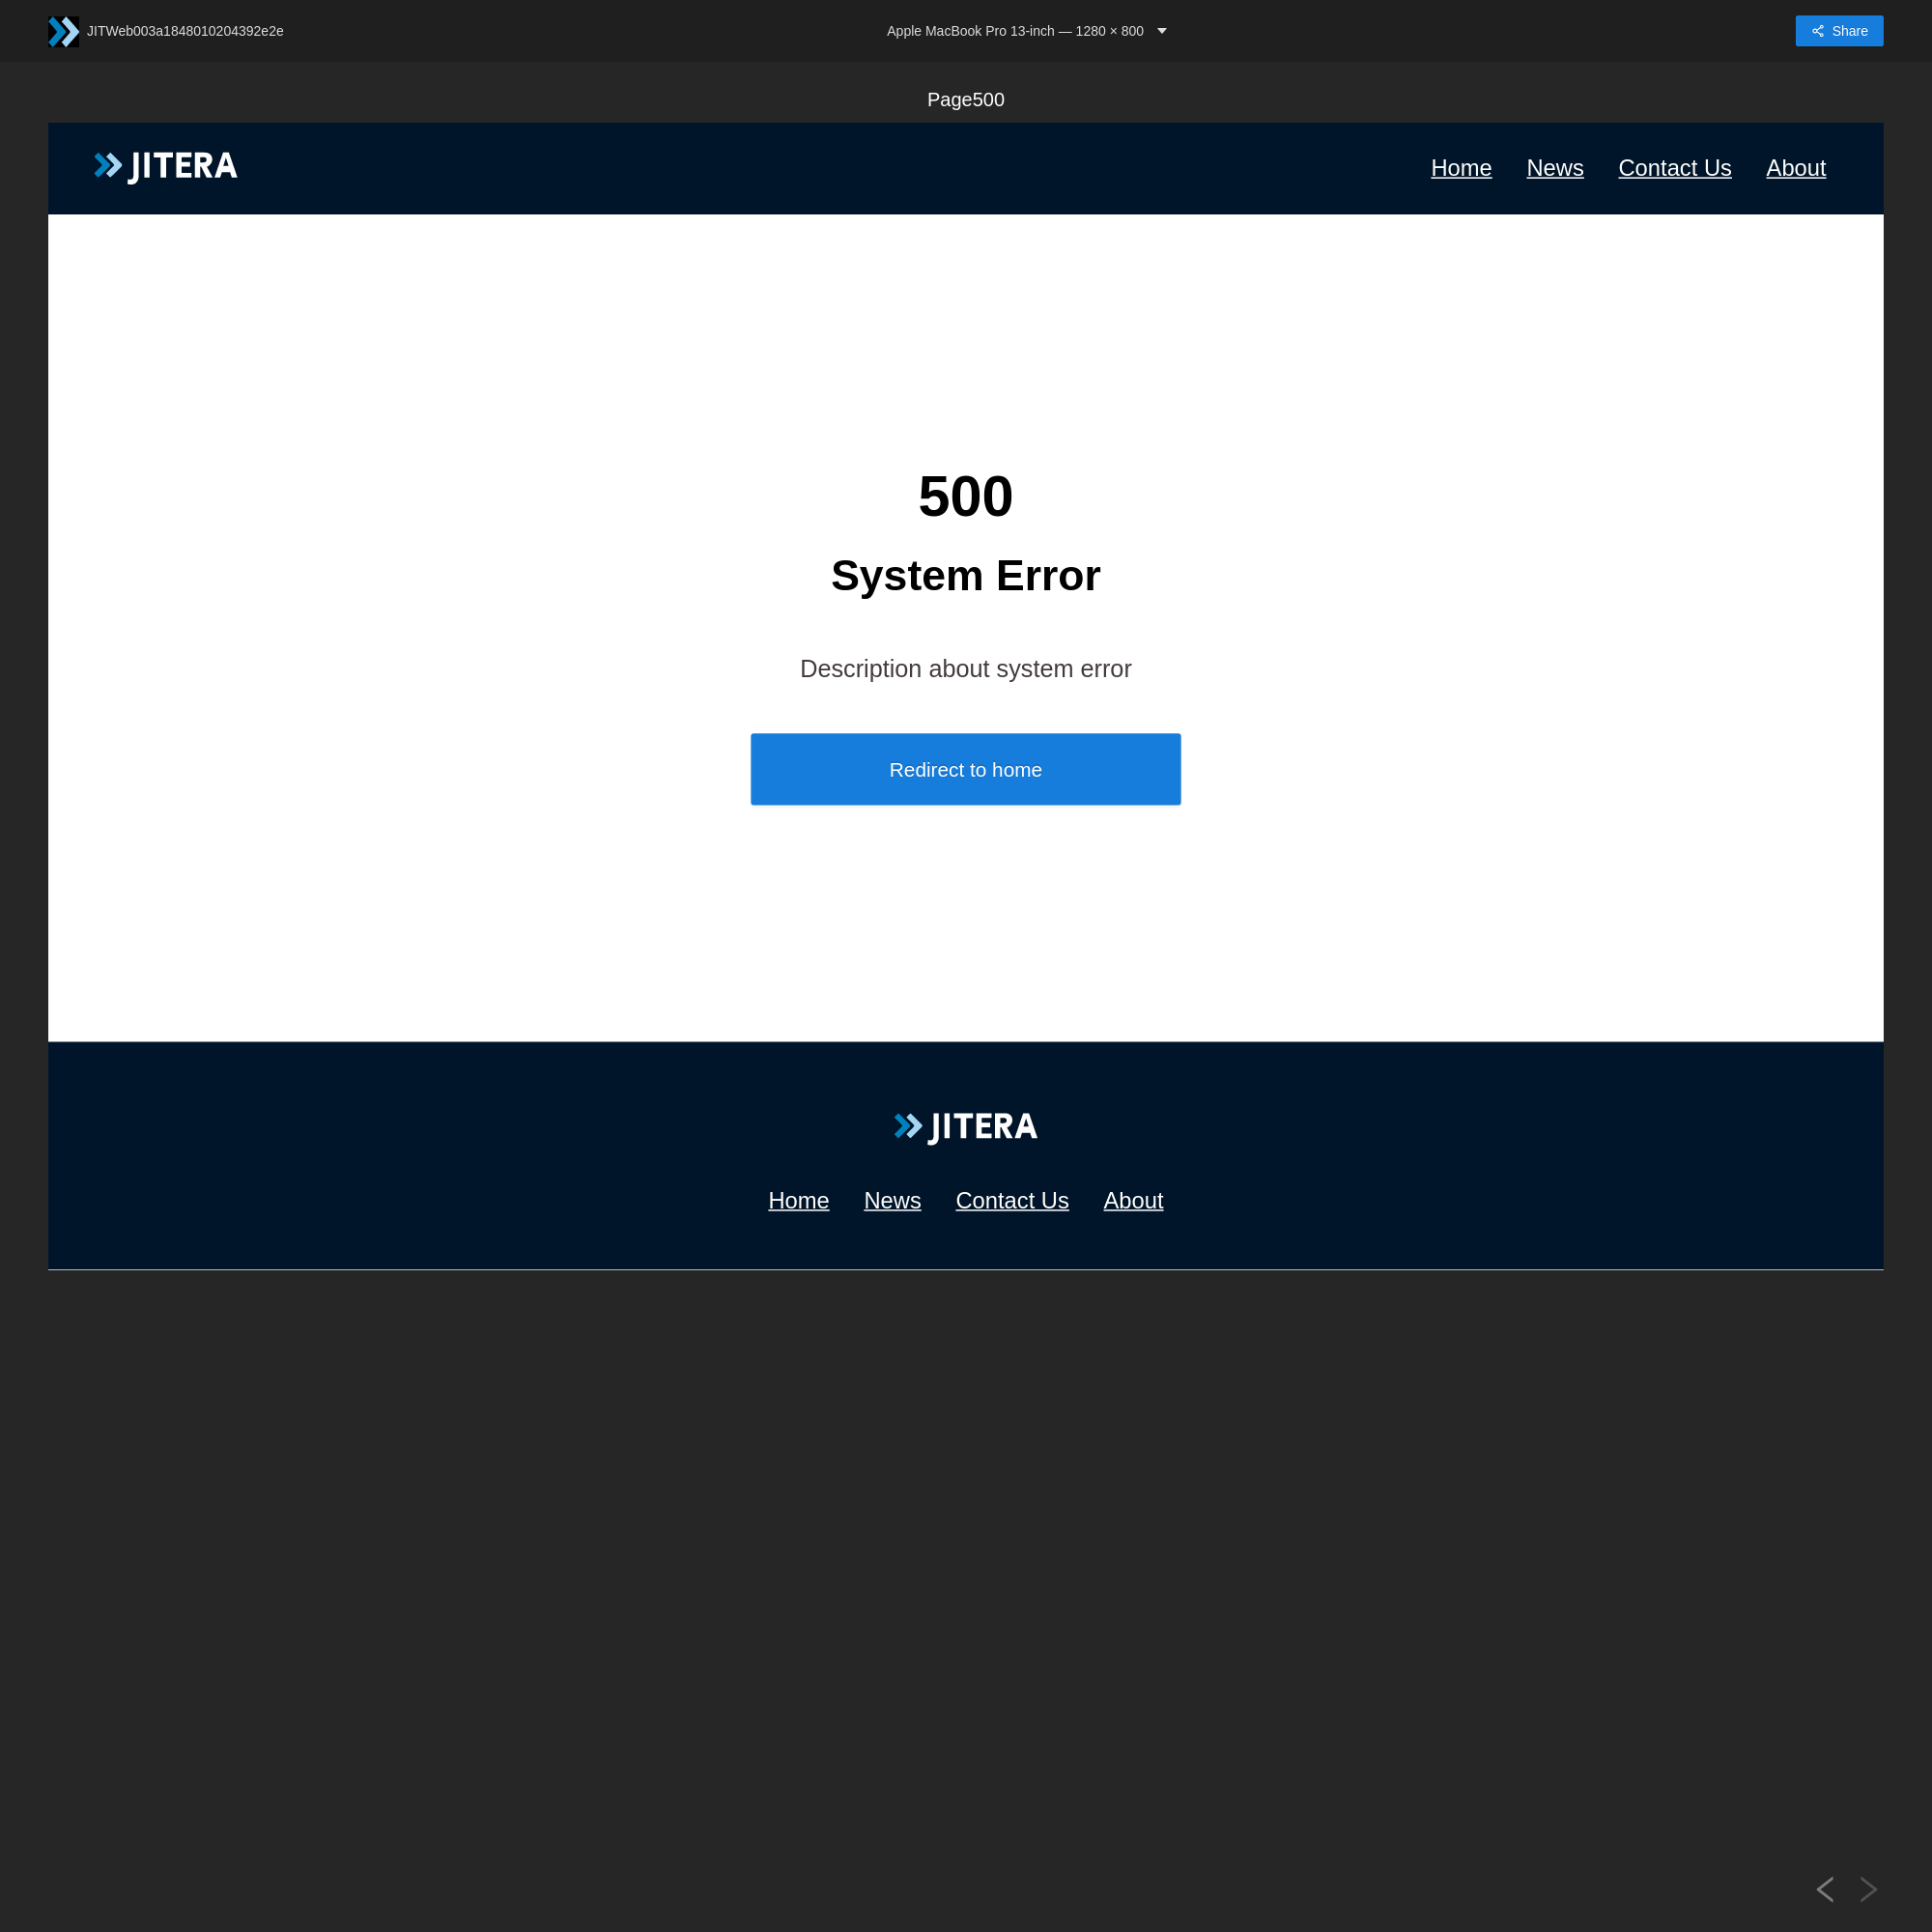 JITWeb003a1848010204392e2e
Apple MacBook Pro 13-inch — 1280 × 800
Share
Page500
JITERA
Home News Contact Us About
500
System Error
Description about system error
Redirect to home
JITERA
Home News Contact Us About